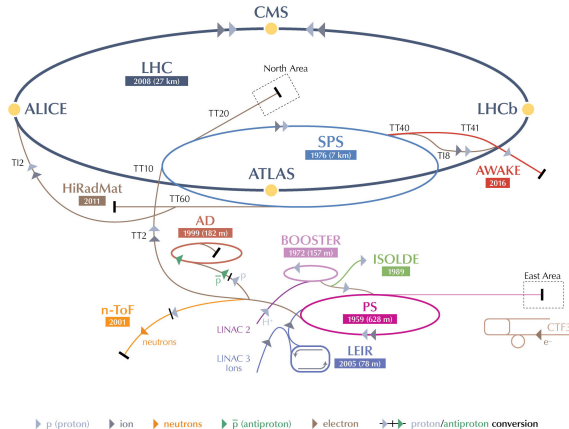 CMS
LHC
2008 (27 km)
North Area
ALICE
TT20
LHCb
TT40
TT41
SPS
1976 (7 km)
TI8
TI2
TT10
ATLAS
AWAKE
2016
HiRadMat
2011
TT60
AD
1999 (182 m)
TT2
BOOSTER
1972 (157 m)
ISOLDE
1989
p
p̅
East Area
n-ToF
2001
PS
1959 (628 m)
H⁻
LINAC 2
neutrons
CTF3
e⁻
LINAC 3
Ions
LEIR
2005 (78 m)
p (proton)
ion
neutrons
p̅ (antiproton)
electron
proton/antiproton conversion